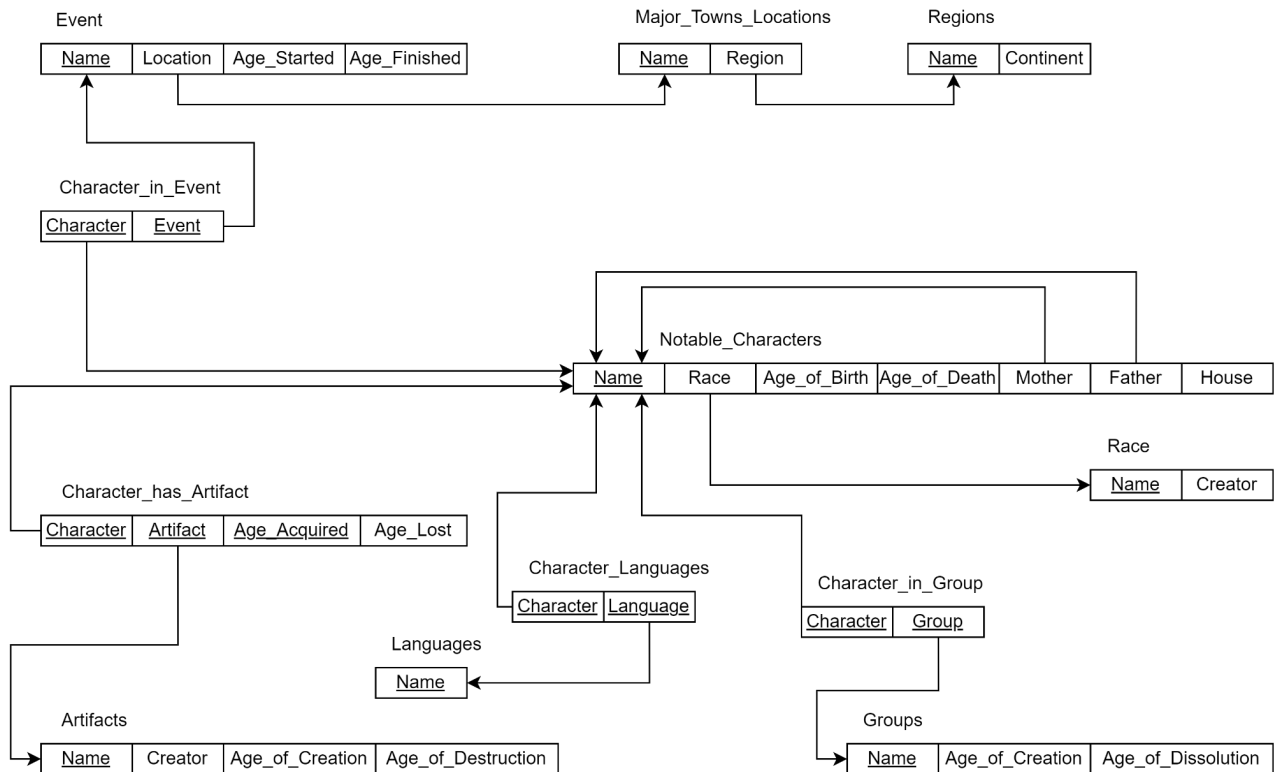 Event
Major_Towns_Locations
Regions
Name Location Age_Started Age_Finished
Name Region
Name Continent
Character_in_Event
Character Event
Notable_Characters
Name Race Age_of_Birth Age_of_Death Mother Father House
Race
Name Creator
Character_has_Artifact
Character Artifact Age_Acquired Age_Lost
Character_Languages
Character Language
Character_in_Group
Character Group
Languages
Name
Artifacts
Name Creator Age_of_Creation Age_of_Destruction
Groups
Name Age_of_Creation Age_of_Dissolution